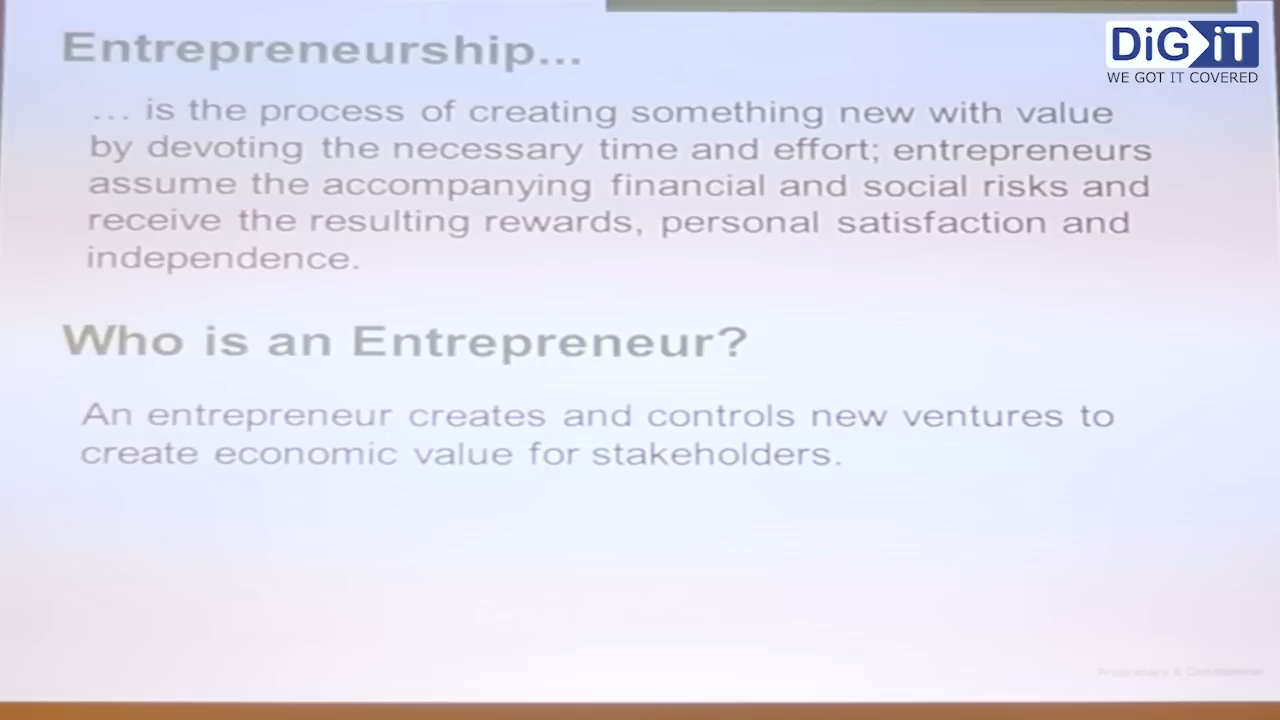 Entrepreneurship...
DiGiT
WE GOT IT COVERED
... is the process of creating something new with value
by devoting the necessary time and effort; entrepreneurs
assume the accompanying financial and social risks and
receive the resulting rewards, personal satisfaction and
independence.
Who is an Entrepreneur?
An entrepreneur creates and controls new ventures to
create economic value for stakeholders.
Proprietary & Confidential